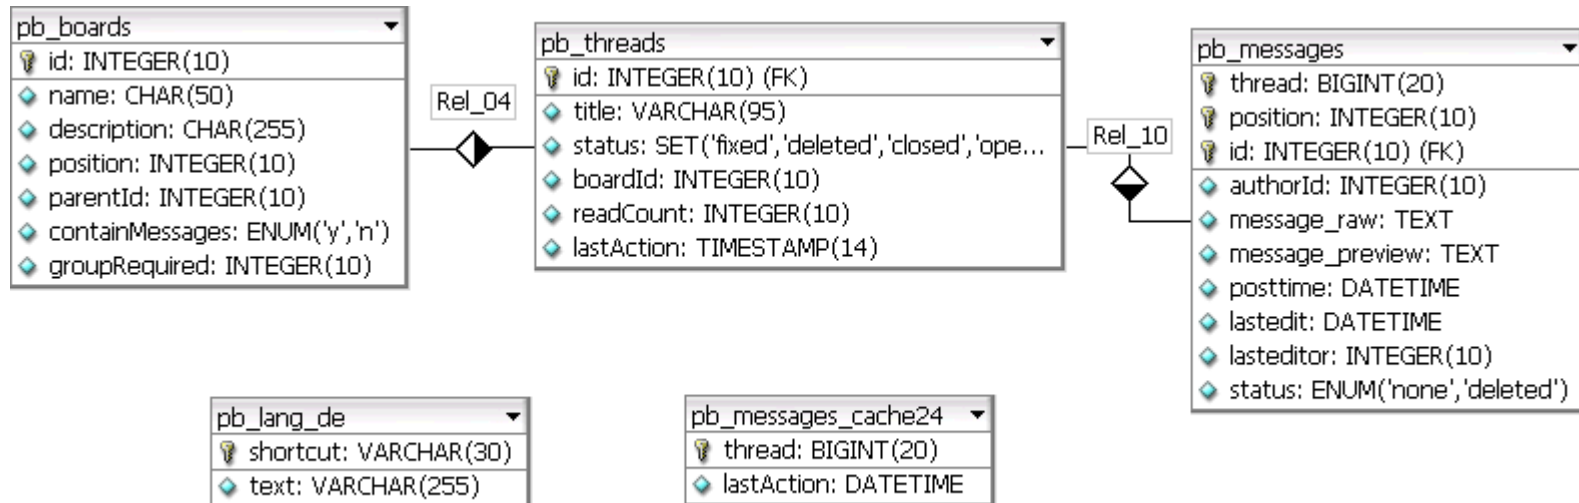 pb_boards
id: INTEGER(10)
name: CHAR(50)
description: CHAR(255)
position: INTEGER(10)
parentId: INTEGER(10)
containMessages: ENUM('y','n')
groupRequired: INTEGER(10)
Rel_04
pb_threads
id: INTEGER(10) (FK)
title: VARCHAR(95)
status: SET('fixed','deleted','closed','ope...
boardId: INTEGER(10)
readCount: INTEGER(10)
lastAction: TIMESTAMP(14)
Rel_10
pb_messages
thread: BIGINT(20)
position: INTEGER(10)
id: INTEGER(10) (FK)
authorId: INTEGER(10)
message_raw: TEXT
message_preview: TEXT
posttime: DATETIME
lastedit: DATETIME
lasteditor: INTEGER(10)
status: ENUM('none','deleted')
pb_lang_de
shortcut: VARCHAR(30)
text: VARCHAR(255)
pb_messages_cache24
thread: BIGINT(20)
lastAction: DATETIME